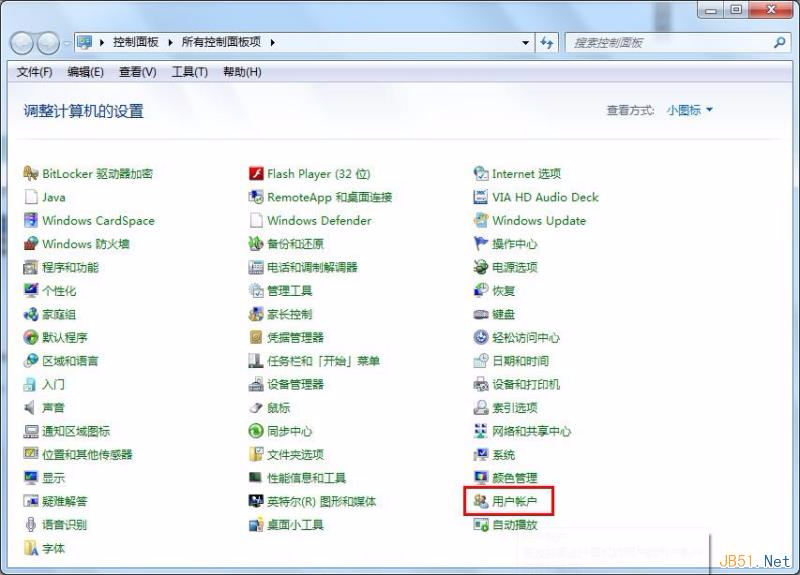 控制面板 所有控制面板项 搜索控制面板
文件(F) 编辑(E) 查看(V) 工具(T) 帮助(H)
调整计算机的设置 查看方式: 小图标
BitLocker 驱动器加密 Flash Player (32 位) Internet 选项
Java RemoteApp 和桌面连接 VIA HD Audio Deck
Windows CardSpace Windows Defender Windows Update
Windows 防火墙 备份和还原 操作中心
程序和功能 电话和调制解调器 电源选项
个性化 管理工具 恢复
家庭组 家长控制 键盘
默认程序 凭据管理器 轻松访问中心
区域和语言 任务栏和「开始」菜单 日期和时间
入门 设备管理器 设备和打印机
声音 鼠标 索引选项
通知区域图标 同步中心 网络和共享中心
位置和其他传感器 文件夹选项 系统
显示 性能信息和工具 颜色管理
疑难解答 英特尔(R) 图形和媒体 用户帐户
语音识别 桌面小工具 自动播放
字体
JB51.Net